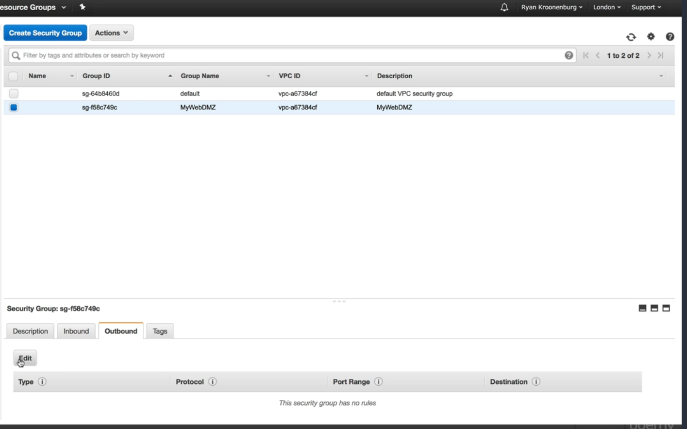 esource Groups
Ryan Kroonenburg London Support
Create Security Group Actions
Filter by tags and attributes or search by keyword 1 to 2 of 2
Name Group ID Group Name VPC ID Description
sg-64b8460d default vpc-a67384cf default VPC security group
sg-f58c749c MyWebDMZ vpc-a67384cf MyWebDMZ
Security Group: sg-f58c749c
Description Inbound Outbound Tags
Edit
Type Protocol Port Range Destination
This security group has no rules